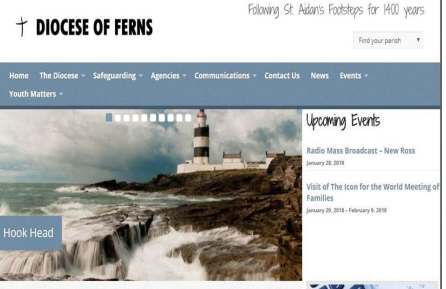 Folowing St. Aidan's Footsteps for 1400 years
DIOCESE OF FERNS
Find your parish
Home The Diocese Safeguarding Agencies Communications Contact Us News Events
Youth Matters
Upcoming Events
Radio Mass Broadcast – New Ross
January 28, 2018
Visit of The Icon for the World Meeting of
Families
January 29, 2018 - February 9, 2018
Hook Head